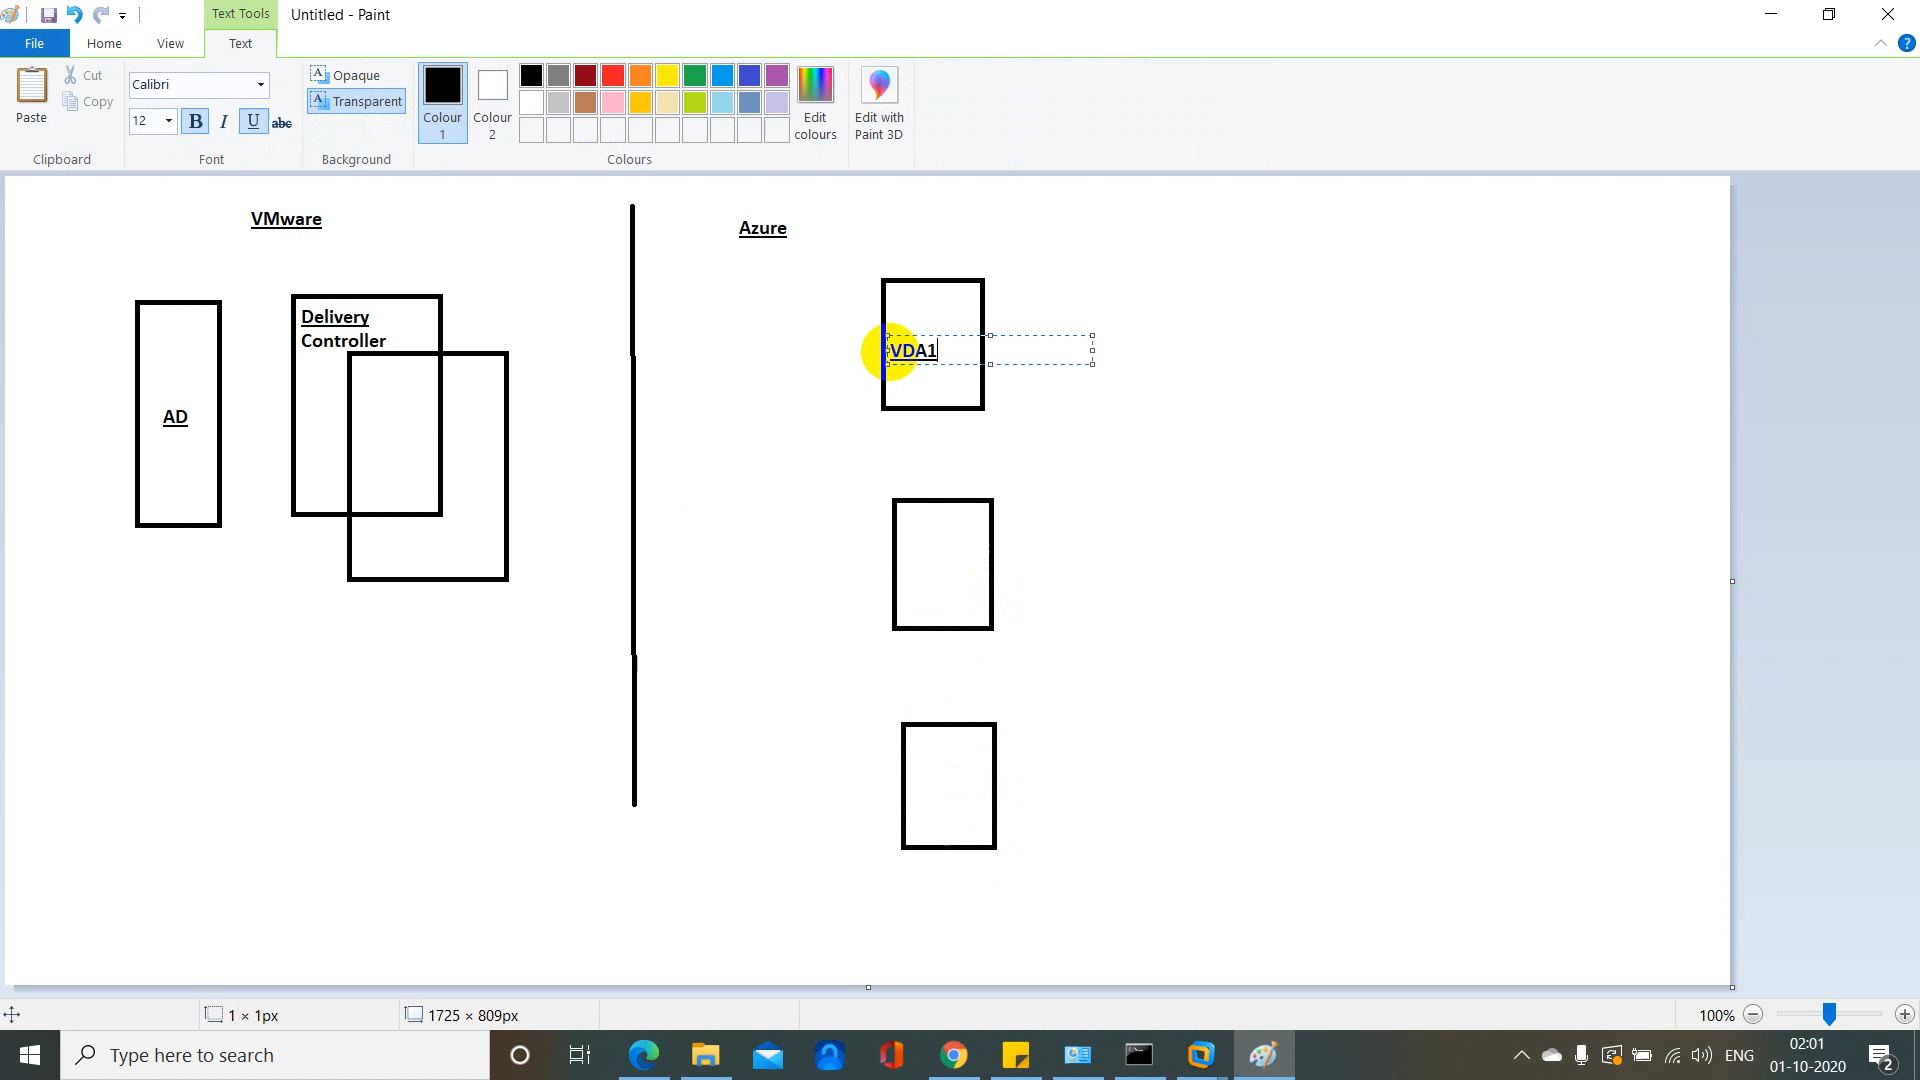 Text Tools
Untitled - Paint
File
Home
View
Text
Paste
Cut
Copy
Clipboard
Calibri
12
B
I
U
abc
Font
A Opaque
A Transparent
Background
Colour
1
Colour
2
Edit
colours
Colours
Edit with
Paint 3D
?
VMware
Azure
Delivery
Controller
AD
VDA1
1 × 1px
1725 × 809px
100%
Type here to search
ENG
02:01
01-10-2020
2